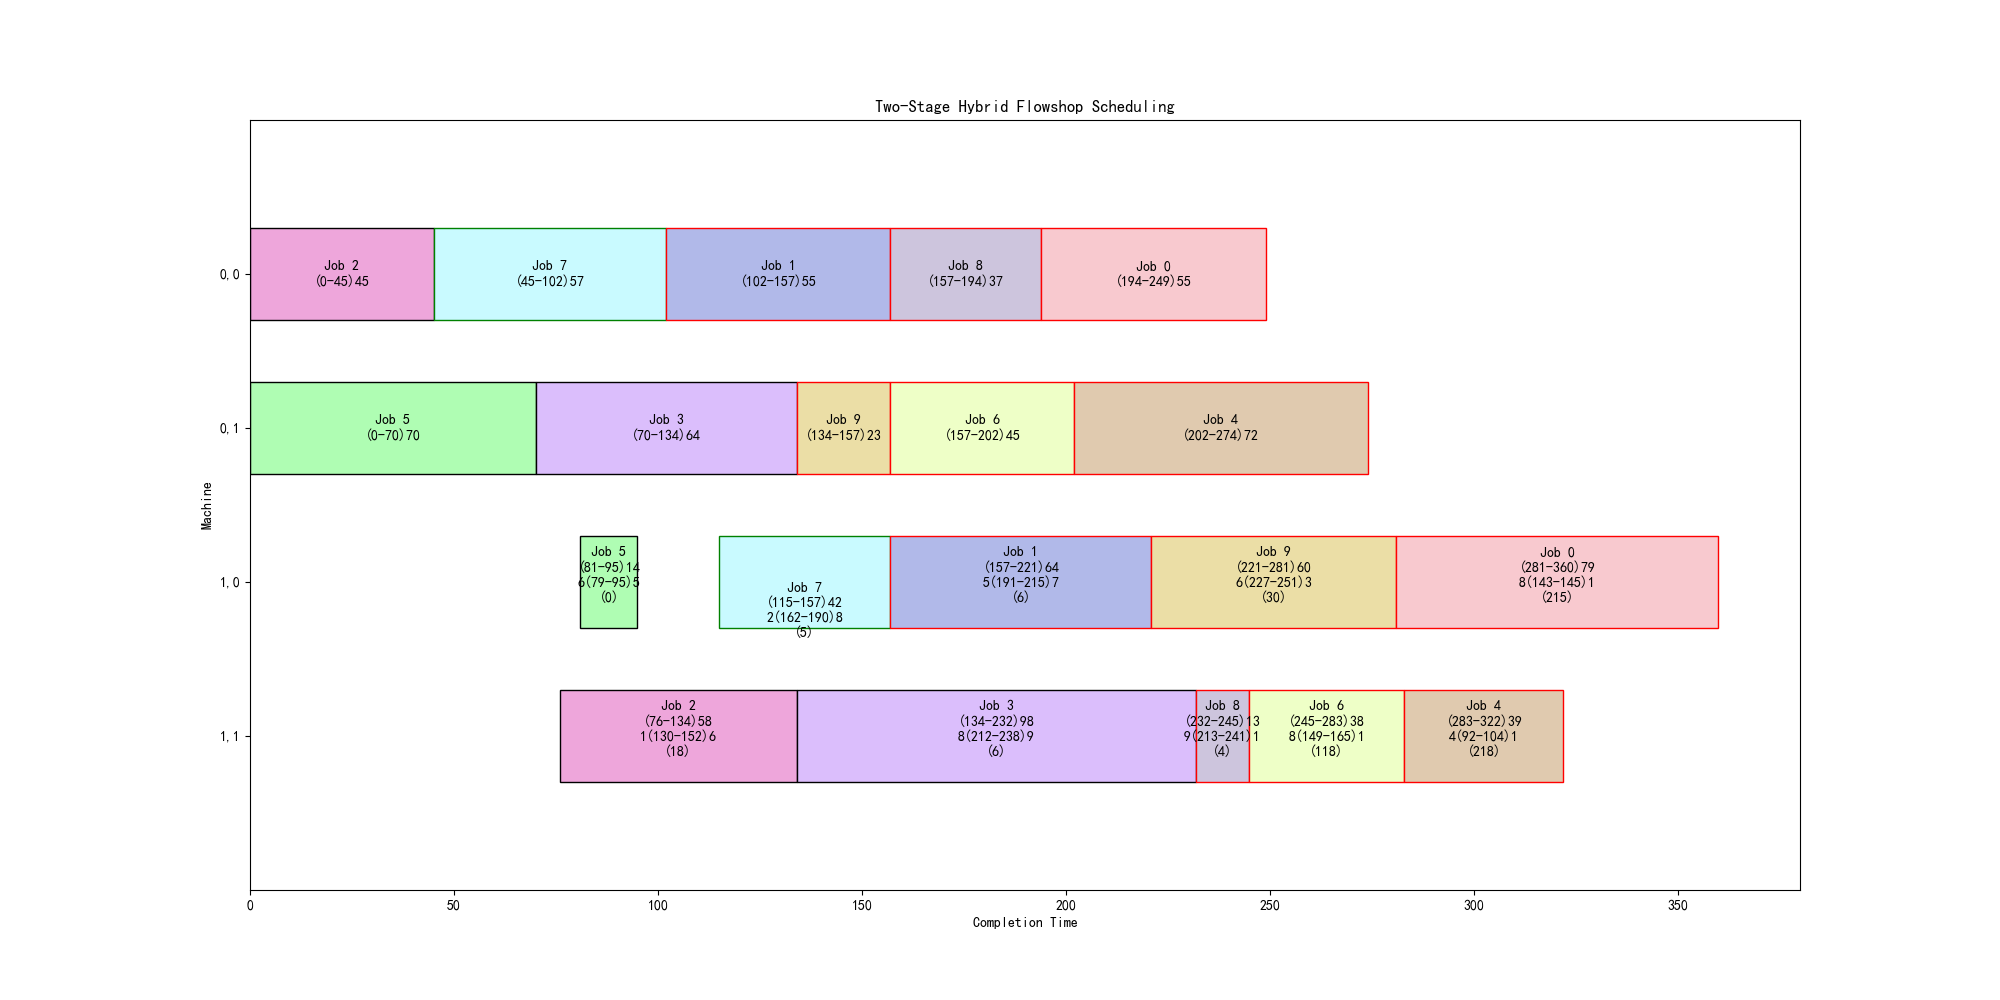 Two-Stage Hybrid Flowshop Scheduling
Machine
0,0
Job 2
(0-45)45
Job 7
(45-102)57
Job 1
(102-157)55
Job 8
(157-194)37
Job 0
(194-249)55
0,1
Job 5
(0-70)70
Job 3
(70-134)64
Job 9
(134-157)23
Job 6
(157-202)45
Job 4
(202-274)72
1,0
Job 5
(81-95)14
6(79-95)5
(0)
Job 7
(115-157)42
2(162-190)8
(5)
Job 1
(157-221)64
5(191-215)7
(6)
Job 9
(221-281)60
6(227-251)3
(30)
Job 0
(281-360)79
8(143-145)1
(215)
1,1
Job 2
(76-134)58
1(130-152)6
(18)
Job 3
(134-232)98
8(212-238)9
(6)
Job 8
(232-245)13
9(213-241)1
(4)
Job 6
(245-283)38
8(149-165)1
(118)
Job 4
(283-322)39
4(92-104)1
(218)
0
50
100
150
200
250
300
350
Completion Time